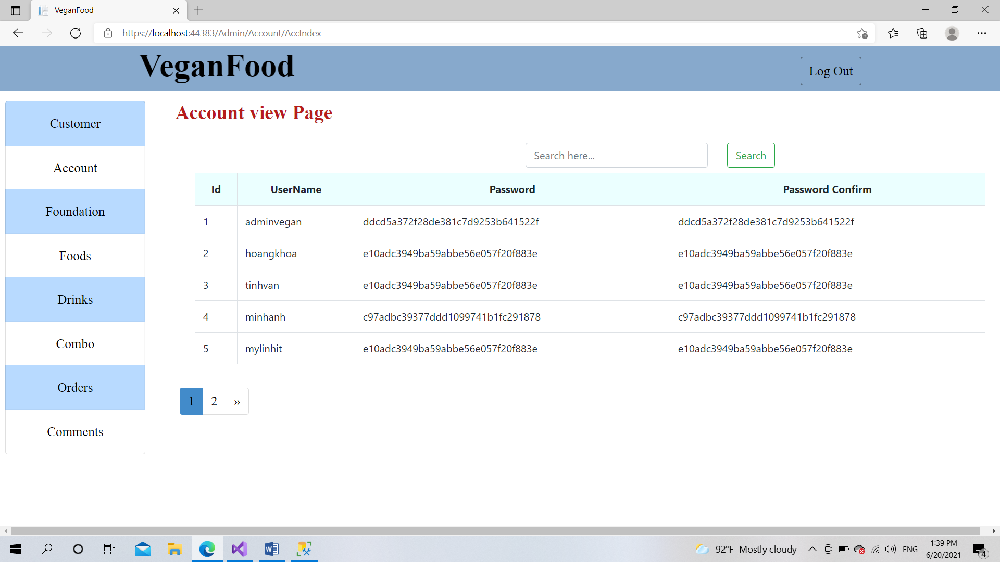 VeganFood
https://localhost:44383/Admin/Account/AccIndex
VeganFood
Log Out
Customer
Account
Foundation
Foods
Drinks
Combo
Orders
Comments
Account view Page
Search here...
Search
Id UserName Password Password Confirm
1 adminvegan ddcd5a372f28de381c7d9253b641522f ddcd5a372f28de381c7d9253b641522f
2 hoangkhoa e10adc3949ba59abbe56e057f20f883e e10adc3949ba59abbe56e057f20f883e
3 tinhvan e10adc3949ba59abbe56e057f20f883e e10adc3949ba59abbe56e057f20f883e
4 minhanh c97adbc39377ddd1099741b1fc291878 c97adbc39377ddd1099741b1fc291878
5 mylinhit e10adc3949ba59abbe56e057f20f883e e10adc3949ba59abbe56e057f20f883e
1 2 »
92°F Mostly cloudy
ENG
1:39 PM
6/20/2021
4